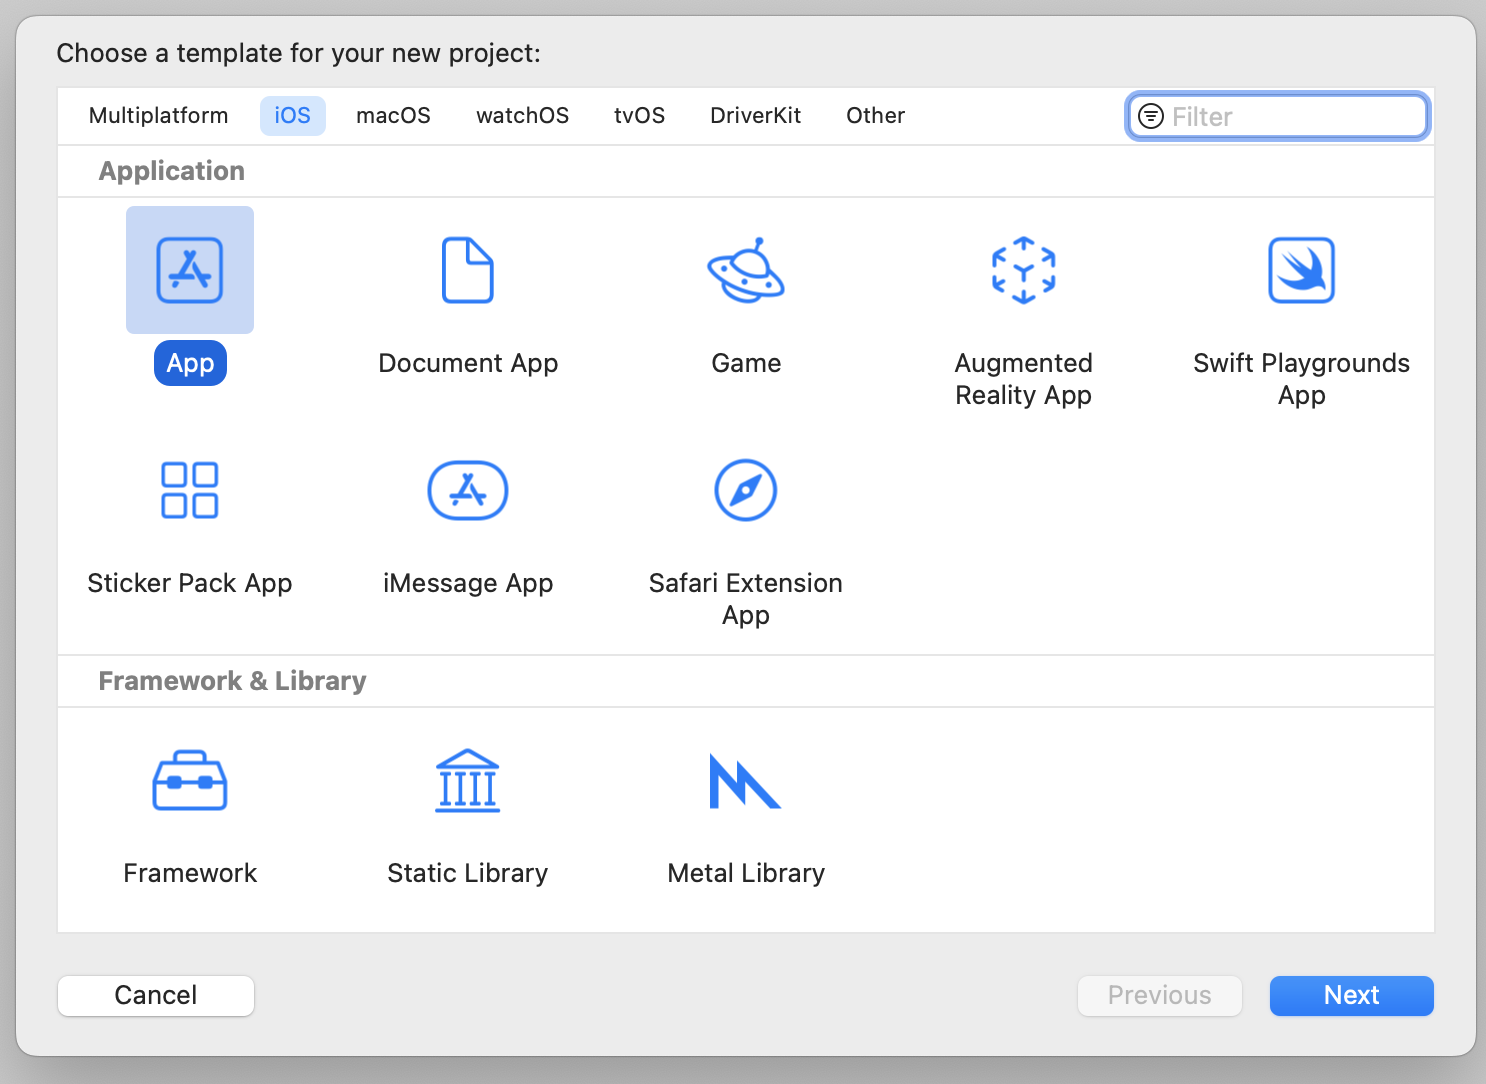 Choose a template for your new project:
Multiplatform iOS macOS watchOS tvOS DriverKit Other Filter
Application
App Document App Game Augmented Reality App Swift Playgrounds App
Sticker Pack App iMessage App Safari Extension App
Framework & Library
Framework Static Library Metal Library
Cancel Previous Next